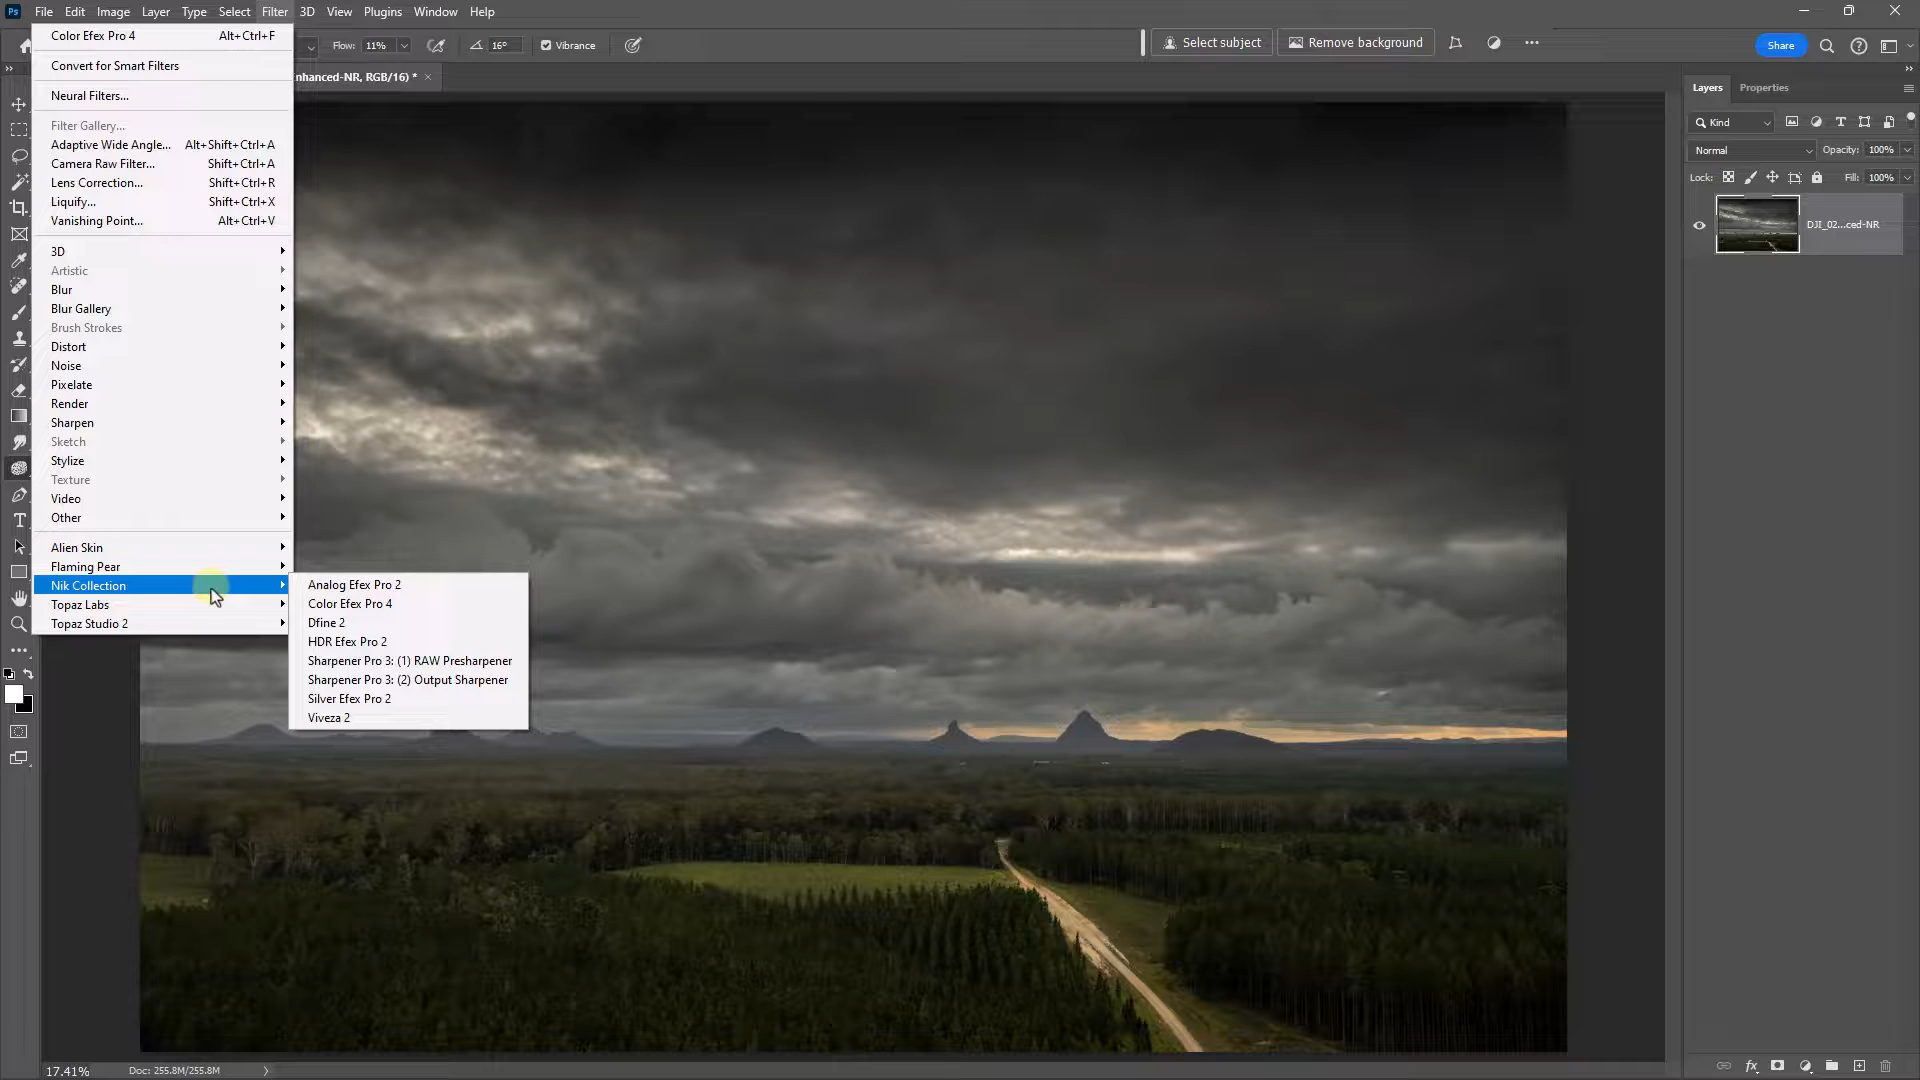 Ps File Edit Image Layer Type Select Filter 3D View Plugins Window Help
Flow: 11% 16° Vibrance Select subject Remove background Share
nhanced-NR, RGB/16) *
Color Efex Pro 4 Alt+Ctrl+F
Convert for Smart Filters
Neural Filters...
Filter Gallery...
Adaptive Wide Angle... Alt+Shift+Ctrl+A
Camera Raw Filter... Shift+Ctrl+A
Lens Correction... Shift+Ctrl+R
Liquify... Shift+Ctrl+X
Vanishing Point... Alt+Ctrl+V
3D
Artistic
Blur
Blur Gallery
Brush Strokes
Distort
Noise
Pixelate
Render
Sharpen
Sketch
Stylize
Texture
Video
Other
Alien Skin
Flaming Pear
Nik Collection
Topaz Labs
Topaz Studio 2
Analog Efex Pro 2
Color Efex Pro 4
Dfine 2
HDR Efex Pro 2
Sharpener Pro 3: (1) RAW Presharpener
Sharpener Pro 3: (2) Output Sharpener
Silver Efex Pro 2
Viveza 2
Layers Properties
Kind
Normal Opacity: 100%
Lock: Fill: 100%
DJI_02...ced-NR
17.41% Doc: 255.8M/255.8M